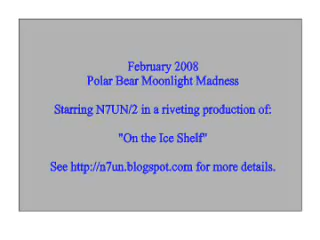 February 2008
Polar Bear Moonlight Madness
Starring N7UN/2 in a riveting production of:
"On the Ice Shelf"
See http://n7un.blogspot.com for more details.